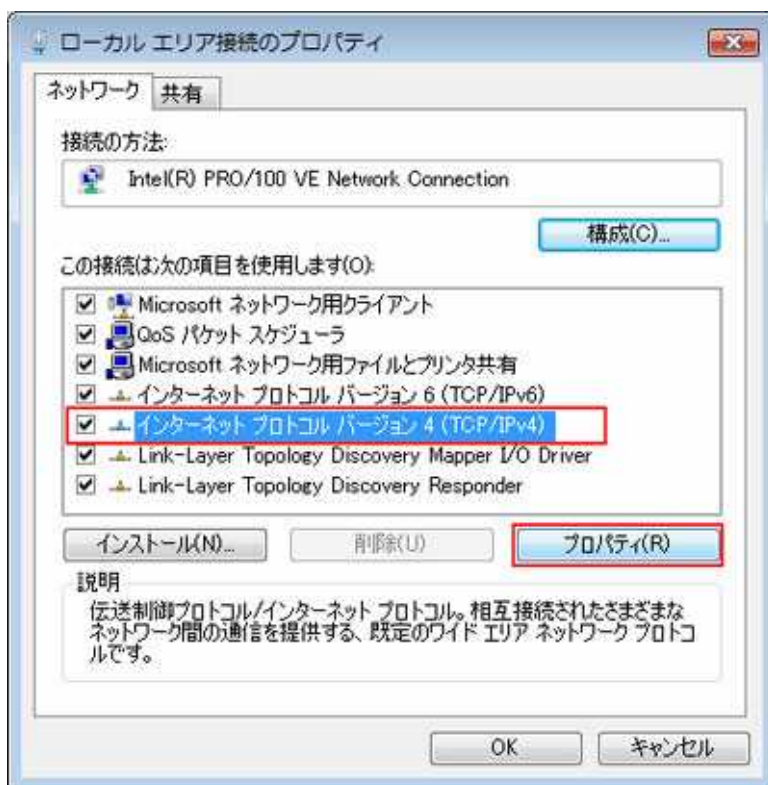 ローカル エリア接続のプロパティ
ネットワーク 共有
接続の方法:
Intel(R) PRO/100 VE Network Connection
構成(C)...
この接続は次の項目を使用します(O):
Microsoft ネットワーク用クライアント
QoS パケット スケジューラ
Microsoft ネットワーク用ファイルとプリンタ共有
インターネット プロトコル バージョン 6 (TCP/IPv6)
インターネット プロトコル バージョン 4 (TCP/IPv4)
Link-Layer Topology Discovery Mapper I/O Driver
Link-Layer Topology Discovery Responder
インストール(N)... 削除(U) プロパティ(R)
説明
伝送制御プロトコル/インターネット プロトコル。相互接続されたさまざまな
ネットワーク間の通信を提供する、既定のワイド エリア ネットワーク プロトコ
ルです。
OK キャンセル